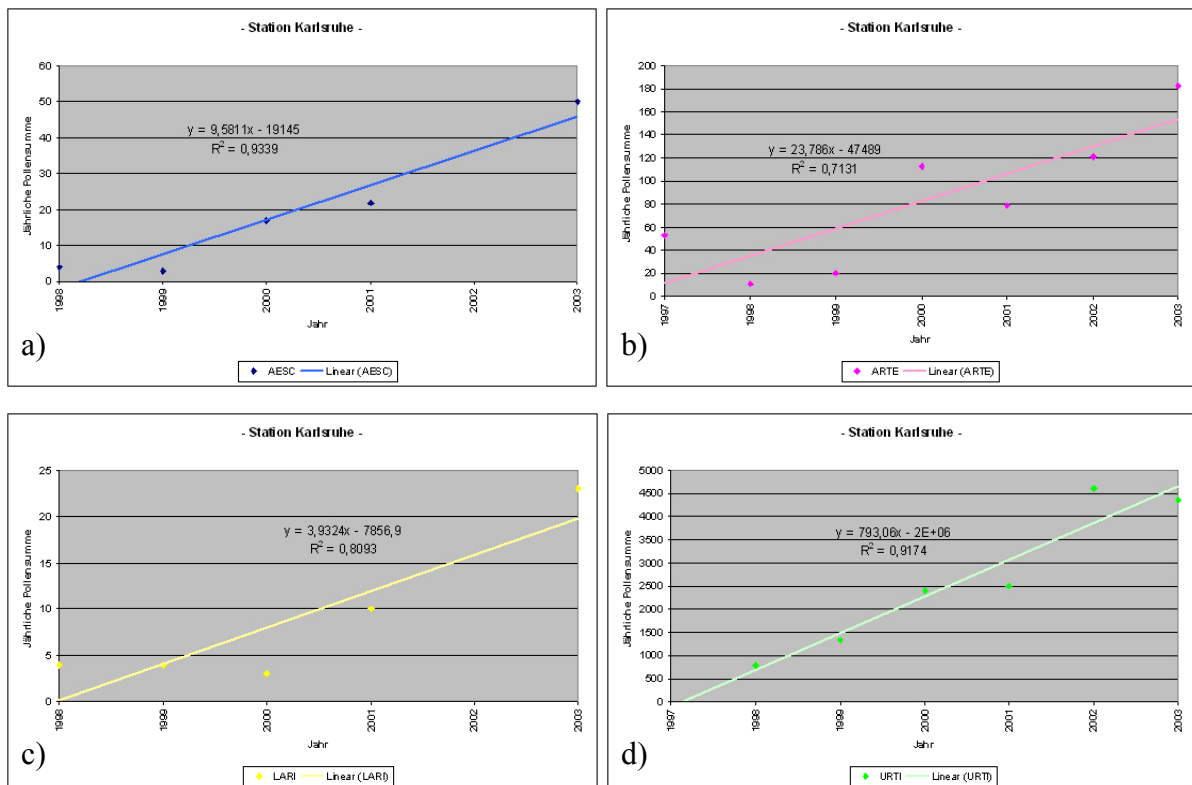 - Station Karlsruhe -
Jährliche Pollensumme
60
50
40
30
20
10
0
y = 9,5811x - 19145
R² = 0,9339
1998
1999
2000
2001
2002
2003
Jahr
AESC
Linear (AESC)
a)
- Station Karlsruhe -
Jährliche Pollensumme
200
180
160
140
120
100
80
60
40
20
0
y = 23,786x - 47489
R² = 0,7131
1997
1998
1999
2000
2001
2002
2003
Jahr
ARTE
Linear (ARTE)
b)
- Station Karlsruhe -
Jährliche Pollensumme
25
20
15
10
5
0
y = 3,9324x - 7856,9
R² = 0,8093
1998
1999
2000
2001
2002
2003
Jahr
LARI
Linear (LARI)
c)
- Station Karlsruhe -
Jährliche Pollensumme
5000
4500
4000
3500
3000
2500
2000
1500
1000
500
0
y = 793,06x - 2E+06
R² = 0,9174
1997
1998
1999
2000
2001
2002
2003
Jahr
URTI
Linear (URTI)
d)